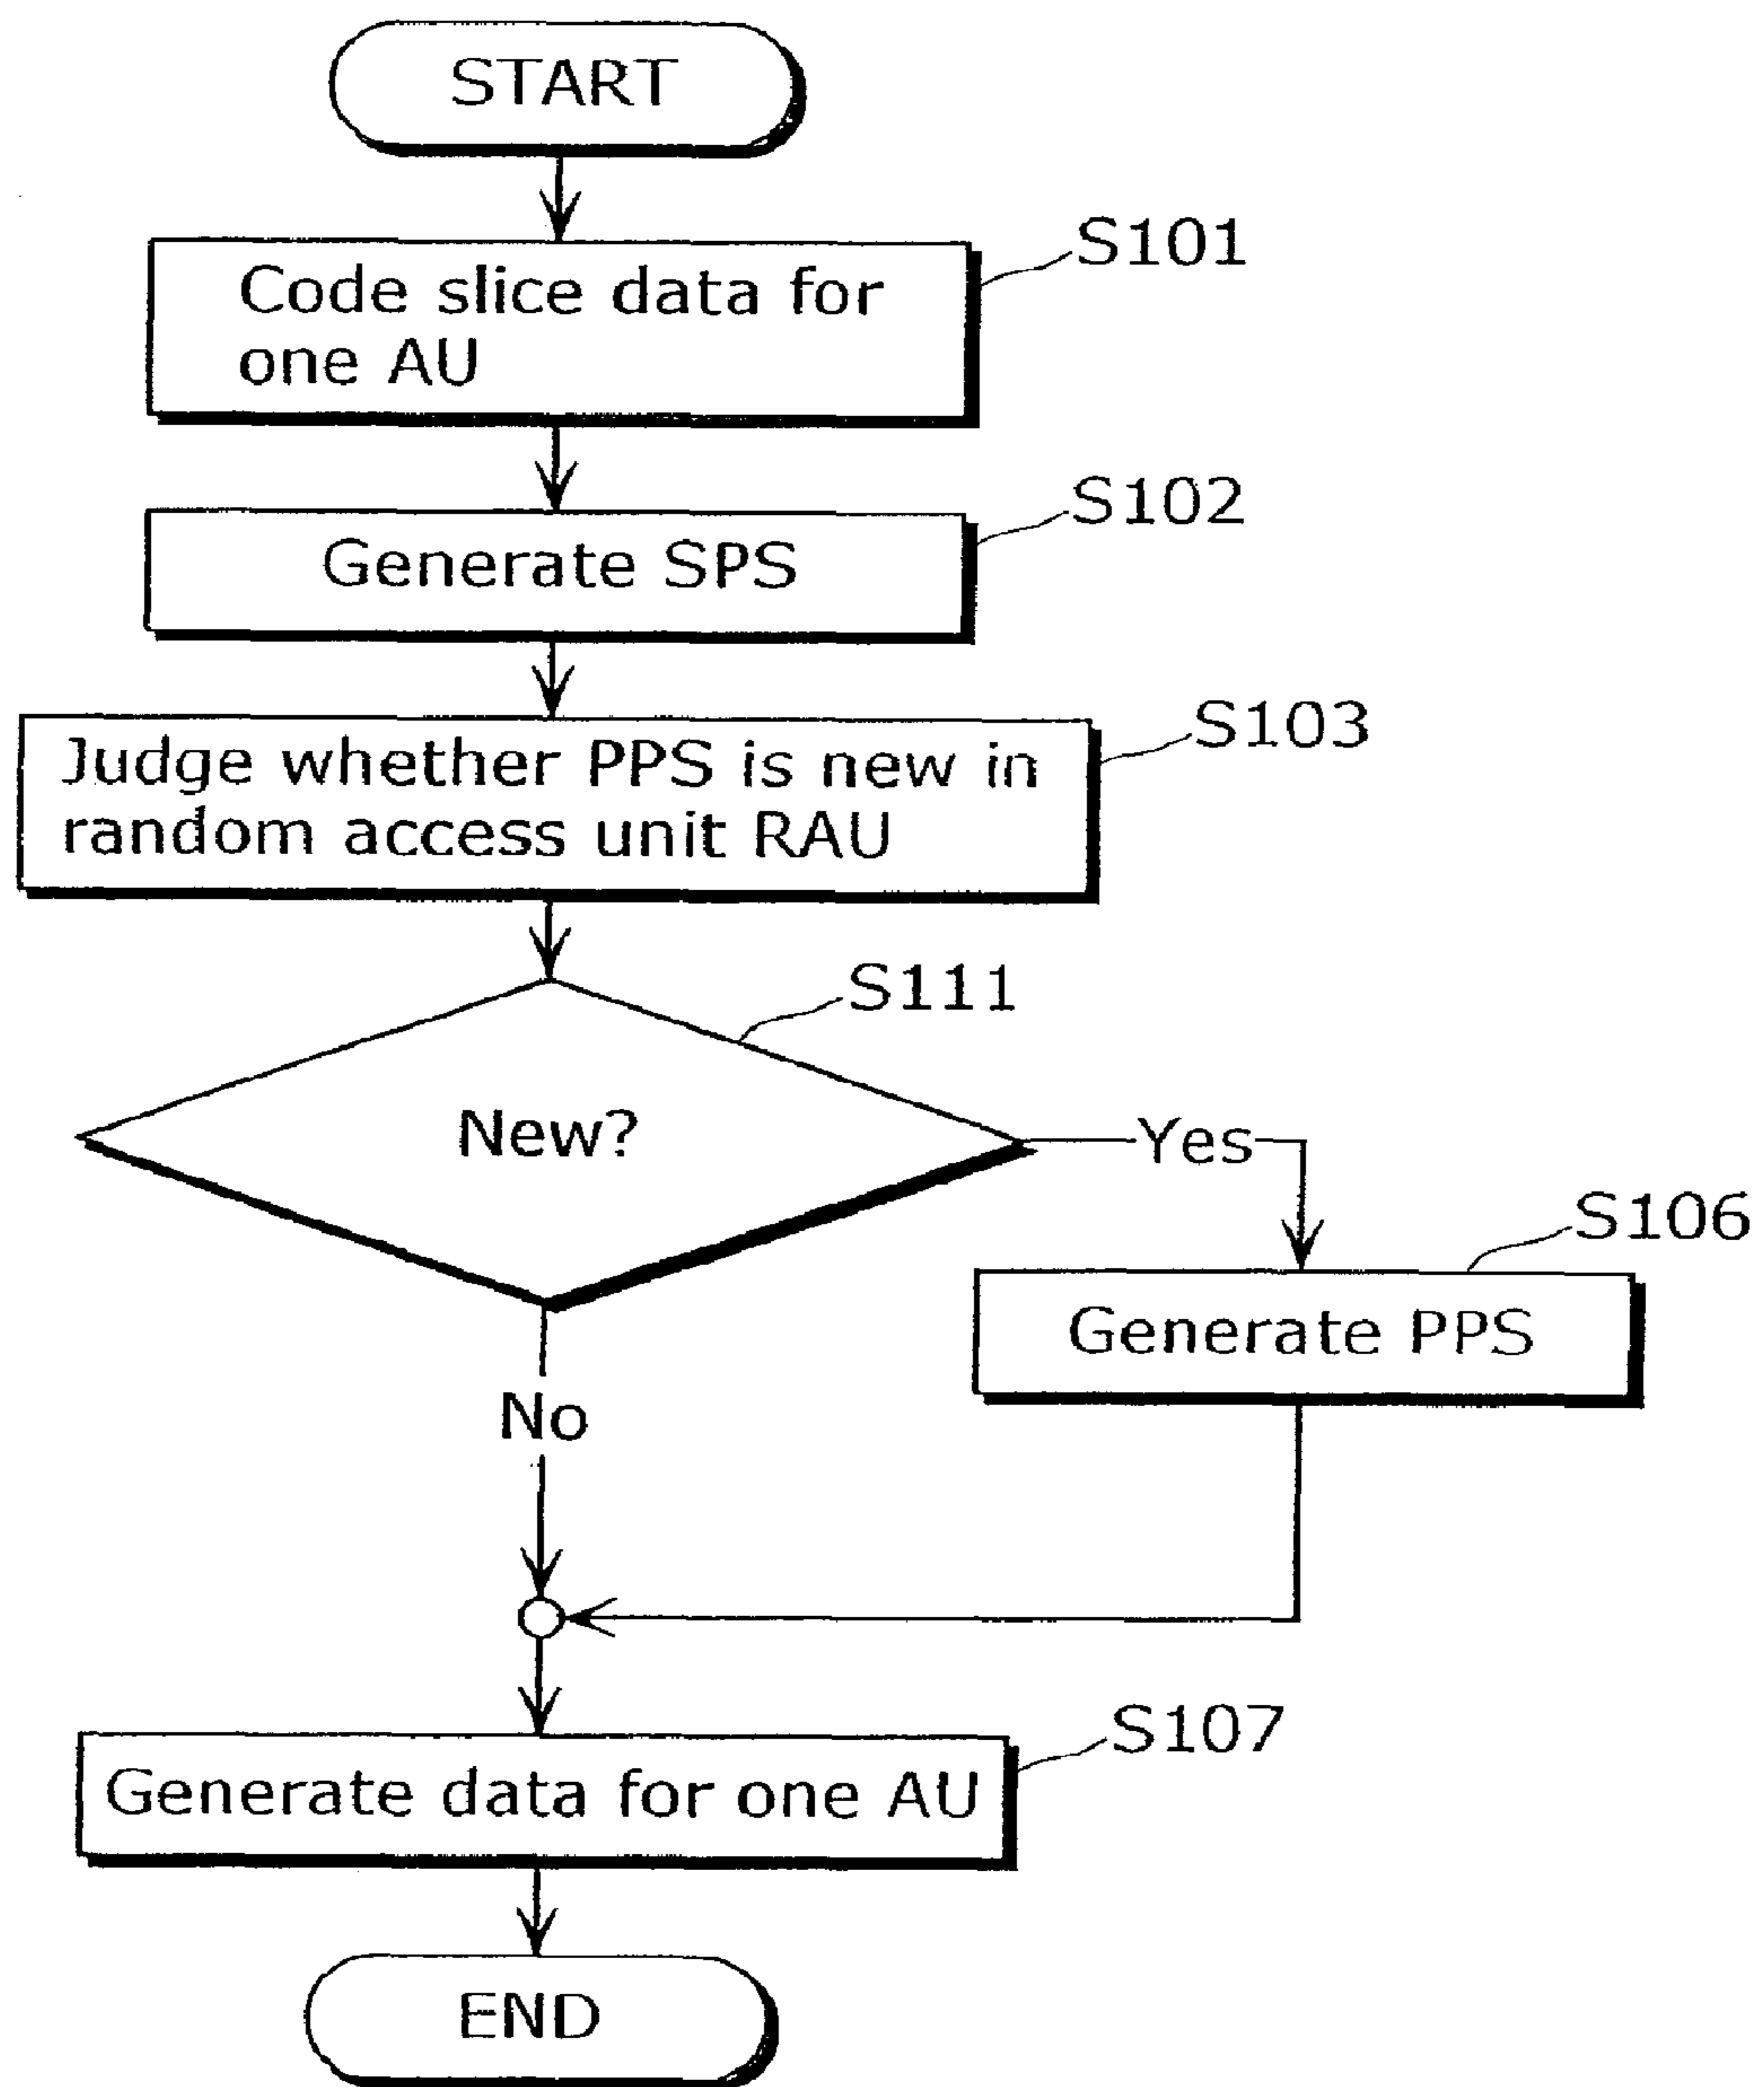 START
S101
Code slice data for
one AU
S102
Generate SPS
S103
Judge whether PPS is new in
random access unit RAU
S111
New?
Yes
S106
Generate PPS
No
S107
Generate data for one AU
END